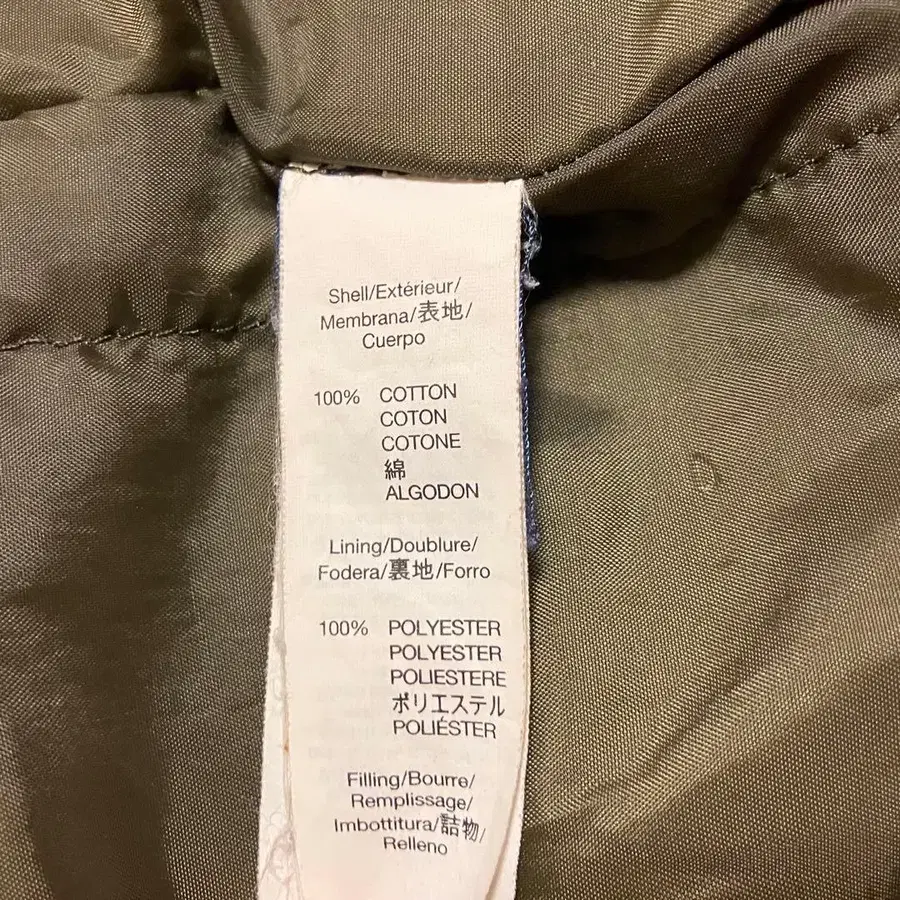 Shell/Extérieur/
Membrana/表地/
Cuerpo
100% COTTON
COTON
COTONE
綿
ALGODON
Lining/Doublure/
Fodera/裏地/Forro
100% POLYESTER
POLYESTER
POLIESTERE
ポリエステル
POLIÉSTER
Filling/Bourre/
Remplissage/
Imbottitura/詰物/
Relleno